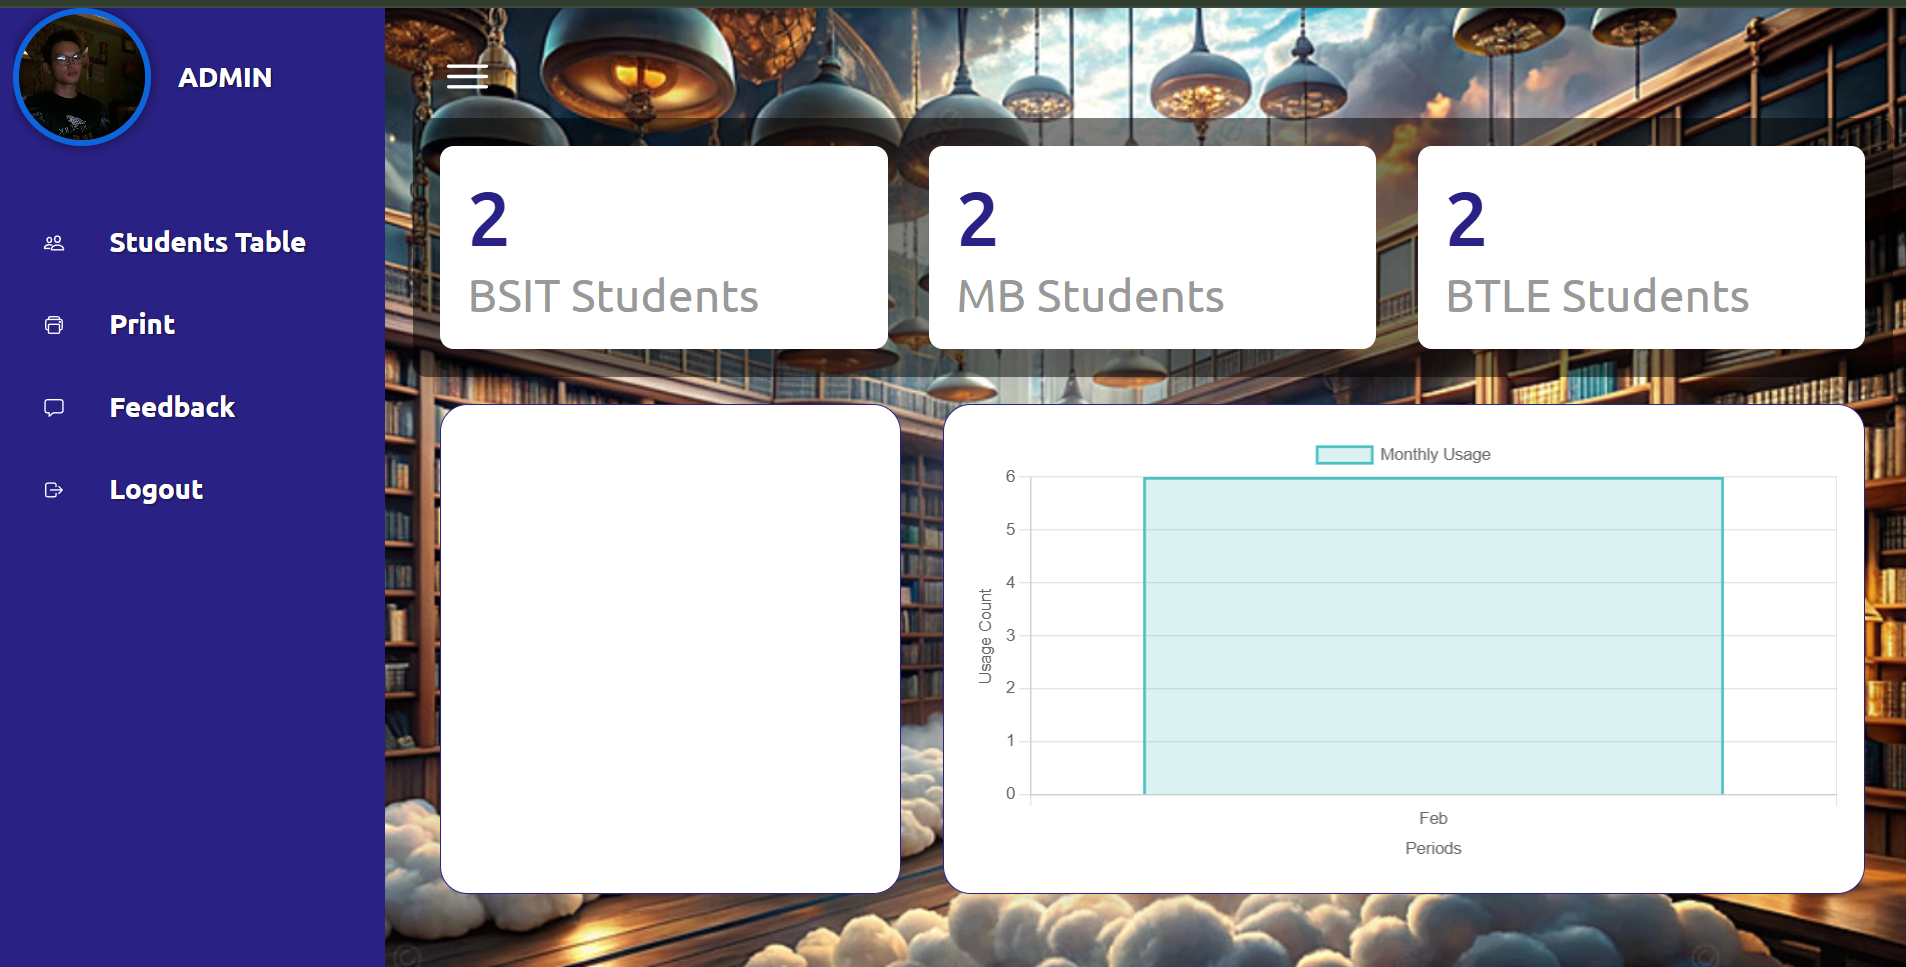 ADMIN
Students Table
Print
Feedback
Logout
2
BSIT Students
2
MB Students
2
BTLE Students
Monthly Usage
6
5
4
3
2
1
0
Usage Count
Feb
Periods